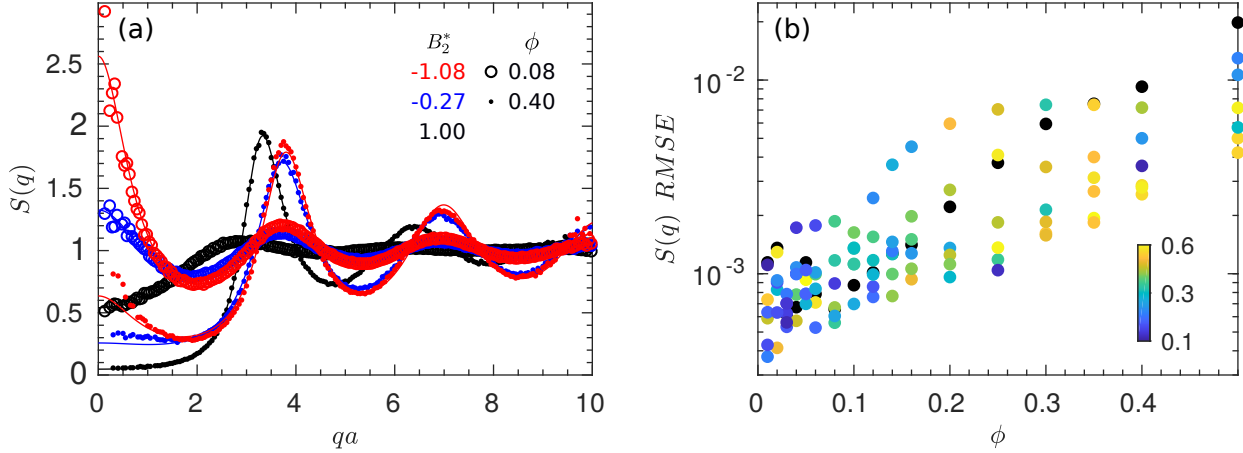 (a)
B₂* ϕ
-1.08 0.08
-0.27 0.40
1.00
2.5
2
1.5
1
0.5
0
S(q)
0 2 4 6 8 10
qa
(b)
10⁻²
10⁻³
S(q) RMSE
0.6
0.3
0.1
0 0.1 0.2 0.3 0.4
ϕ